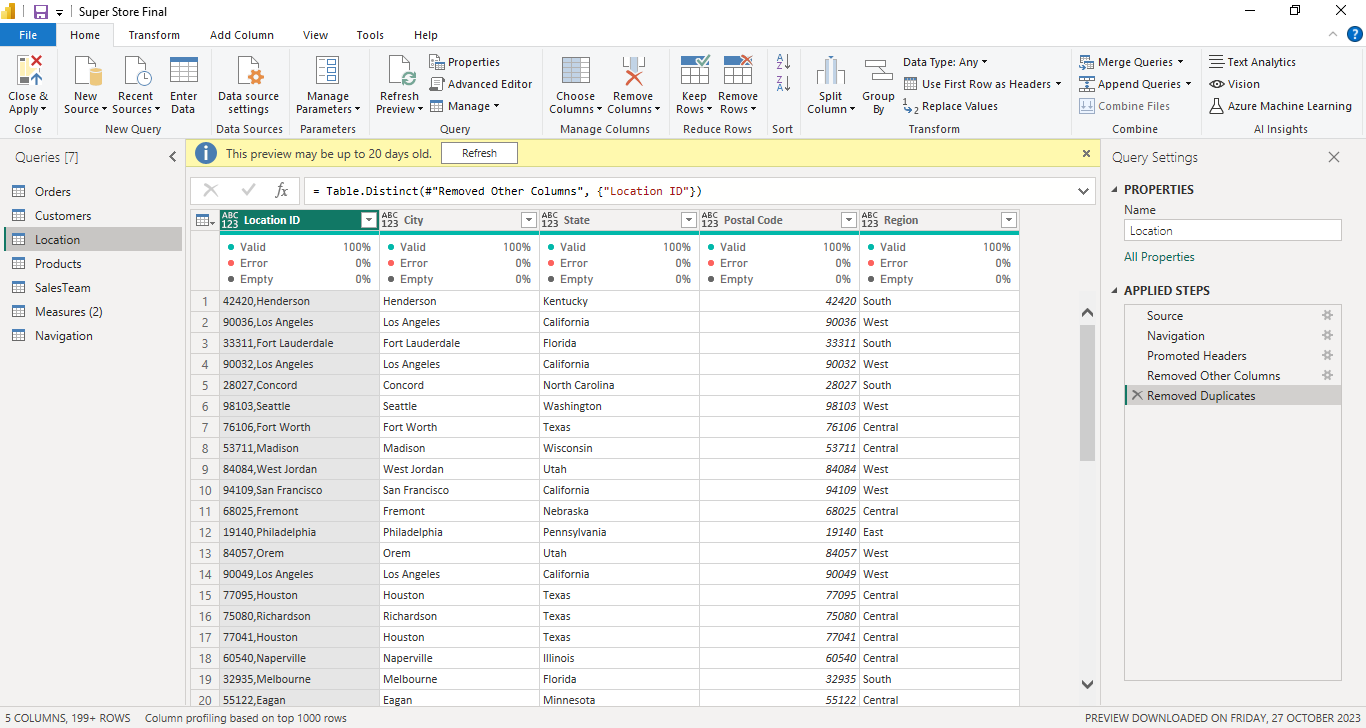 Super Store Final
File Home Transform Add Column View Tools Help
Close & Apply
Close
New Source
Recent Sources
Enter Data
New Query
Data source settings
Data Sources
Manage Parameters
Parameters
Refresh Preview
Properties
Advanced Editor
Manage
Query
Choose Columns
Remove Columns
Manage Columns
Keep Rows
Remove Rows
Reduce Rows
A
Z
Z
A
Sort
Split Column
Group By
Data Type: Any
Use First Row as Headers
1 2 Replace Values
Transform
Merge Queries
Append Queries
Combine Files
Combine
Text Analytics
Vision
Azure Machine Learning
AI Insights
?
Queries [7]
Orders
Customers
Location
Products
SalesTeam
Measures (2)
Navigation
i This preview may be up to 20 days old. Refresh
fx = Table.Distinct(#"Removed Other Columns", {"Location ID"})
ABC 123 Location ID ABC 123 City ABC 123 State ABC 123 Postal Code ABC 123 Region
Valid 100% Valid 100% Valid 100% Valid 100% Valid 100%
Error 0% Error 0% Error 0% Error 0% Error 0%
Empty 0% Empty 0% Empty 0% Empty 0% Empty 0%
1 42420,Henderson Henderson Kentucky 42420 South
2 90036,Los Angeles Los Angeles California 90036 West
3 33311,Fort Lauderdale Fort Lauderdale Florida 33311 South
4 90032,Los Angeles Los Angeles California 90032 West
5 28027,Concord Concord North Carolina 28027 South
6 98103,Seattle Seattle Washington 98103 West
7 76106,Fort Worth Fort Worth Texas 76106 Central
8 53711,Madison Madison Wisconsin 53711 Central
9 84084,West Jordan West Jordan Utah 84084 West
10 94109,San Francisco San Francisco California 94109 West
11 68025,Fremont Fremont Nebraska 68025 Central
12 19140,Philadelphia Philadelphia Pennsylvania 19140 East
13 84057,Orem Orem Utah 84057 West
14 90049,Los Angeles Los Angeles California 90049 West
15 77095,Houston Houston Texas 77095 Central
16 75080,Richardson Richardson Texas 75080 Central
17 77041,Houston Houston Texas 77041 Central
18 60540,Naperville Naperville Illinois 60540 Central
19 32935,Melbourne Melbourne Florida 32935 South
20 55122,Eagan Eagan Minnesota 55122 Central
Query Settings
PROPERTIES
Name
Location
All Properties
APPLIED STEPS
Source
Navigation
Promoted Headers
Removed Other Columns
Removed Duplicates
5 COLUMNS, 199+ ROWS Column profiling based on top 1000 rows PREVIEW DOWNLOADED ON FRIDAY, 27 OCTOBER 2023